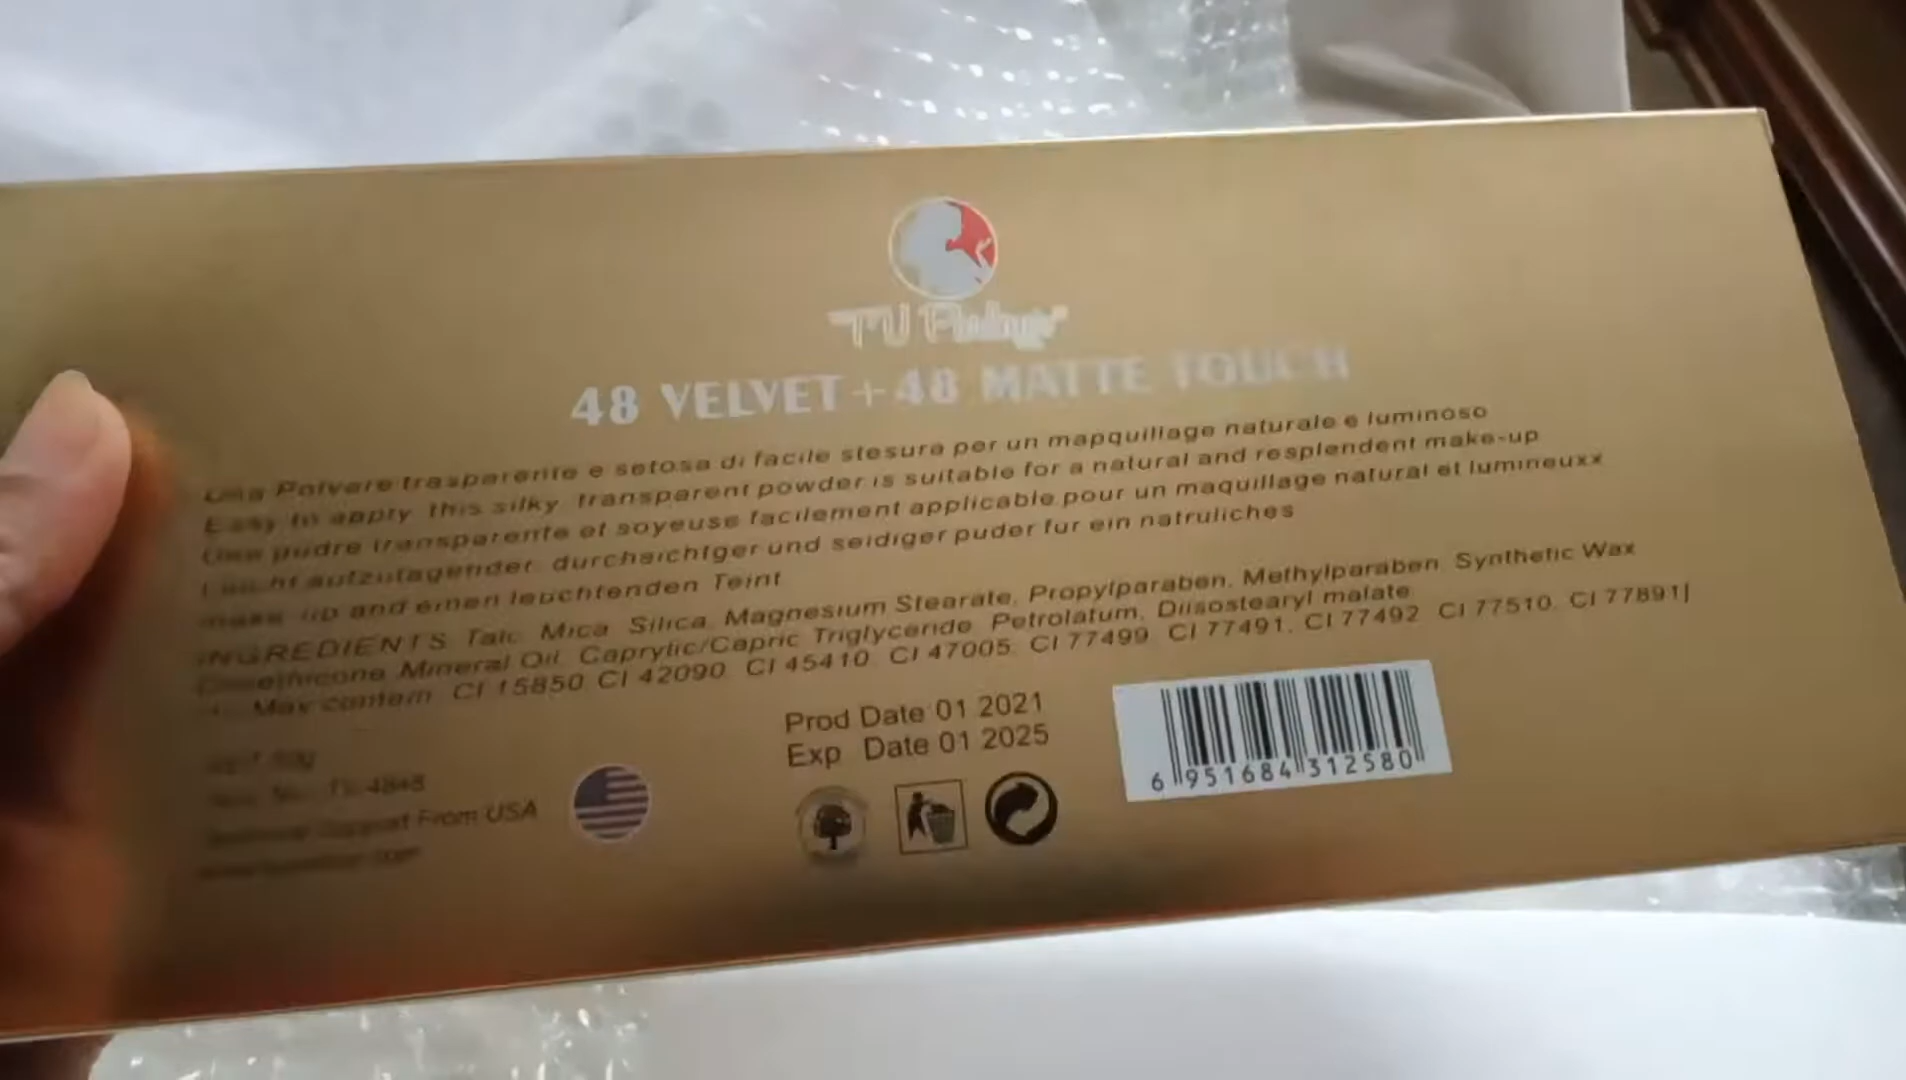 TU
48 VELVET+48 MATTE TOUCH
Una Polvere trasparente e setosa di facile stesura per un mapquillage naturale e luminoso
Easy to apply this silky transparent powder is suitable for a natural and resplendent make-up
Une pudre transparente et soyeuse facilement applicable pour un maquillage natural et lumineuxx
durchsichtger und seidiger puder fur ein natruliches
make up and einen leuchtenden Teint
INGREDIENTS Talc Mica Silica Magnesium Stearate, Propylparaben, Methylparaben Synthetic Wax
Dimethicone Mineral Oil Caprylic/Capric Triglyceride Petrolatum, Diisostearyl malate
May contem CI 15850 CI 42090 CI 45410 CI 47005 CI 77499 CI 77491, CI 77492 CI 77510, CI 77891]
Prod Date 01 2021
Exp Date 01 2025
4848
Support From USA
6 951684 312580